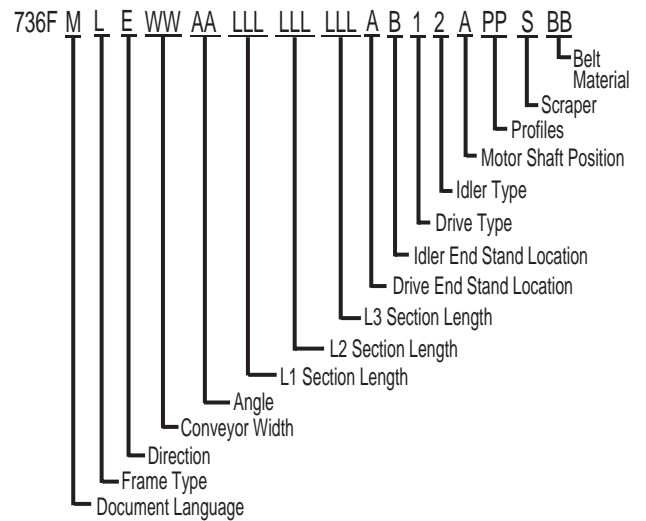 736F M L E WW AA LLL LLL LLL A B 1 2 A PP S BB
Belt
Material
Scraper
Profiles
Motor Shaft Position
Idler Type
Drive Type
Idler End Stand Location
Drive End Stand Location
L3 Section Length
L2 Section Length
L1 Section Length
Angle
Conveyor Width
Direction
Frame Type
Document Language